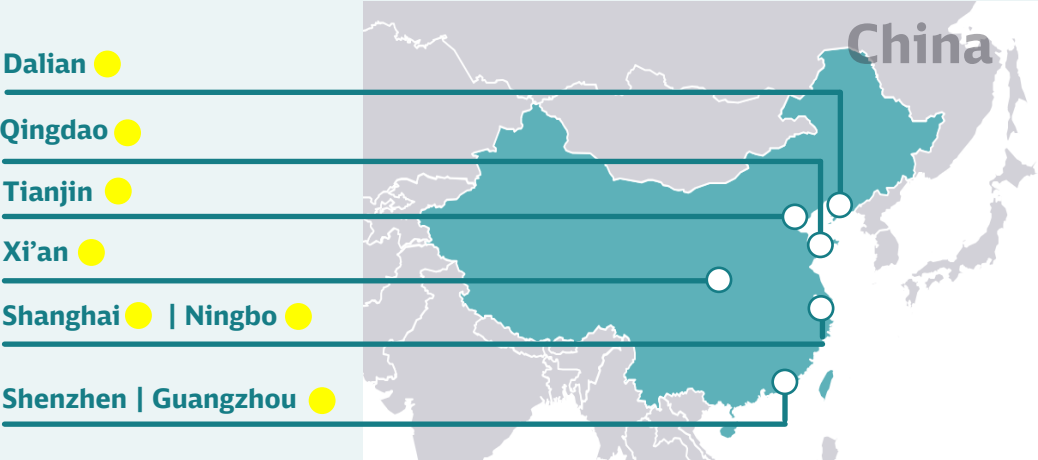 China
Dalian
Qingdao
Tianjin
Xi’an
Shanghai | Ningbo
Shenzhen | Guangzhou